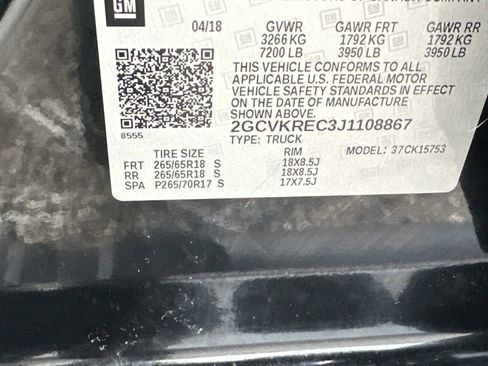 GM
04/18 GVWR GAWR FRT GAWR RR
3266 KG 1792 KG 1792 KG
7200 LB 3950 LB 3950 LB
THIS VEHICLE CONFORMS TO ALL
APPLICABLE U.S. FEDERAL MOTOR
VEHICLE SAFETY STANDARDS IN EFFECT
ON THE DATE OF MANUFACTURE SHOWN ABOVE.
2GCVKREC3J1108867
8555
TYPE: TRUCK
MODEL: 37CK15753
TIRE SIZE RIM
FRT 265/65R18 S 18X8.5J
RR 265/65R18 S 18X8.5J
SPA P265/70R17 S 17X7.5J